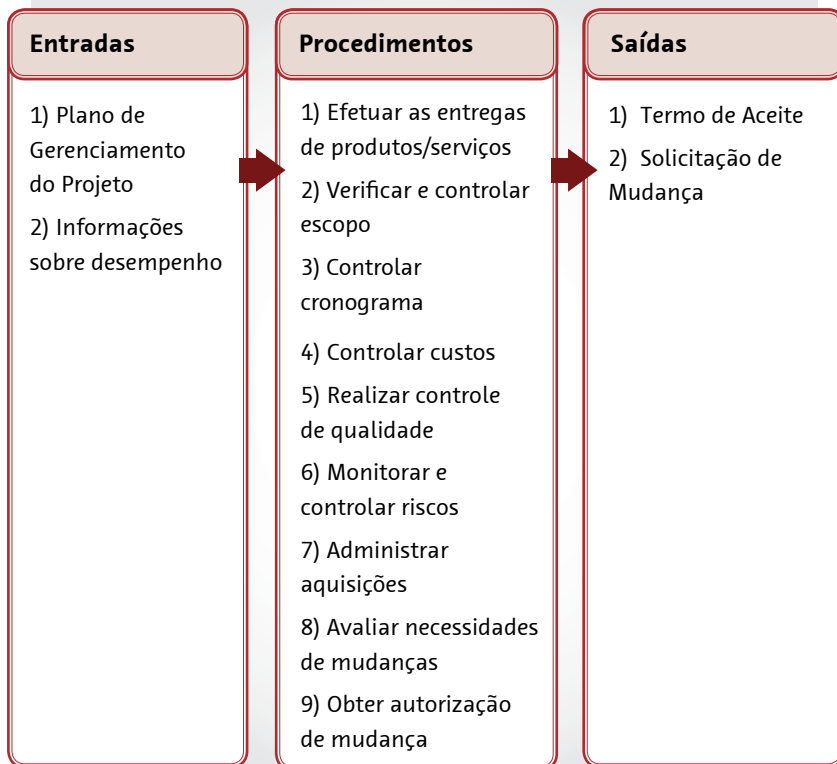 Entradas
1) Plano de
Gerenciamento
do Projeto
2) Informações
sobre desempenho
Procedimentos
1) Efetuar as entregas
de produtos/serviços
2) Verificar e controlar
escopo
3) Controlar
cronograma
4) Controlar custos
5) Realizar controle
de qualidade
6) Monitorar e
controlar riscos
7) Administrar
aquisições
8) Avaliar necessidades
de mudanças
9) Obter autorização
de mudança
Saídas
1) Termo de Aceite
2) Solicitação de
Mudança